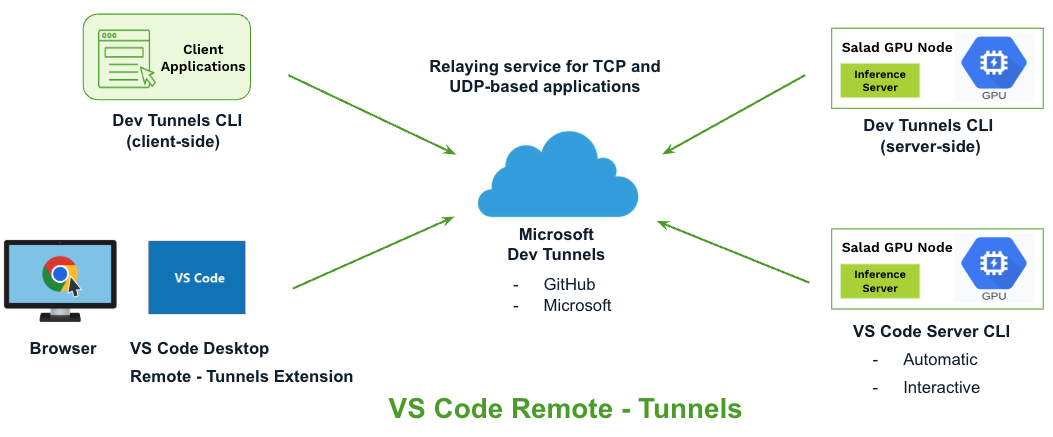 Client
Applications
Dev Tunnels CLI
(client-side)
Relaying service for TCP and
UDP-based applications
Salad GPU Node
Inference
Server
GPU
Dev Tunnels CLI
(server-side)
Microsoft
Dev Tunnels
- GitHub
- Microsoft
VS Code
Browser
VS Code Desktop
Remote - Tunnels Extension
Salad GPU Node
Inference
Server
GPU
VS Code Server CLI
- Automatic
- Interactive
VS Code Remote - Tunnels